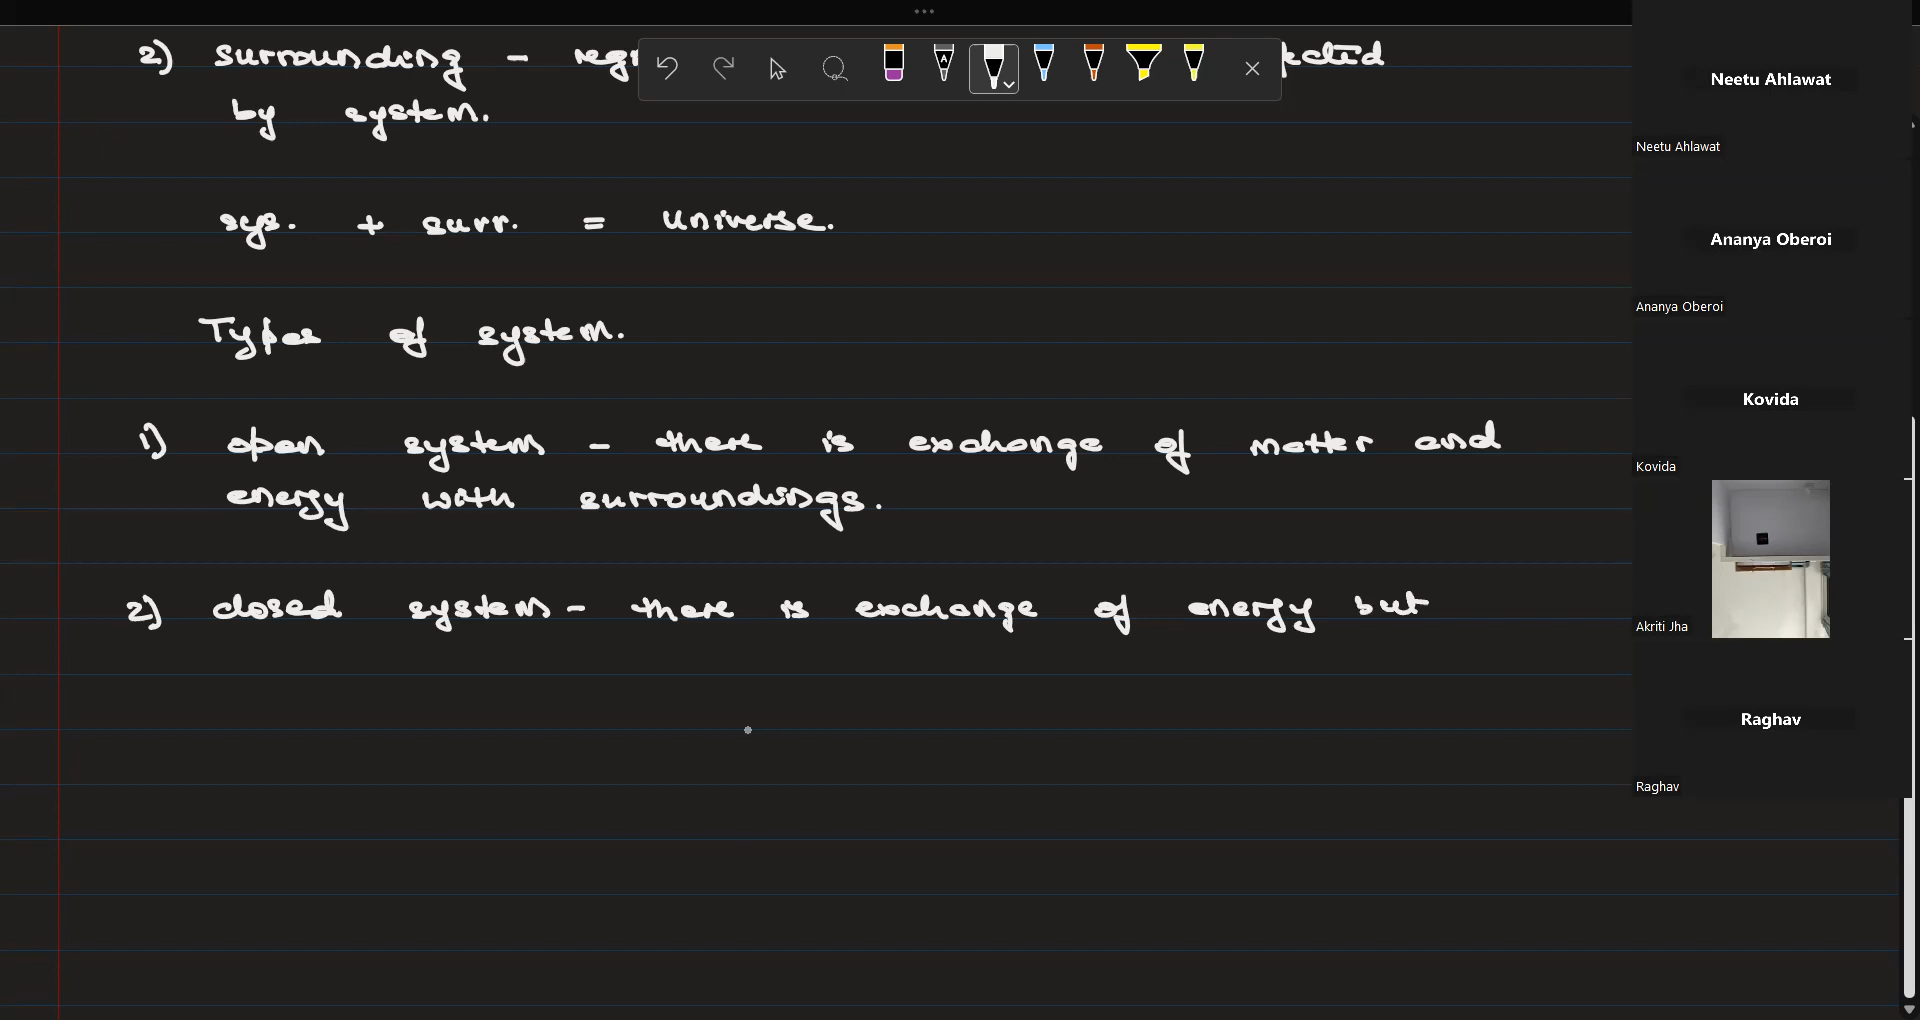 2) surrounding - ected
by system.
sys. + surr. = Universe.
Types of system.
1) open system - there is exchange of matter and
energy with surroundings.
2) closed system - there is exchange of energy but
Neetu Ahlawat
Neetu Ahlawat
Ananya Oberoi
Ananya Oberoi
Kovida
Kovida
Akriti Jha
Raghav
Raghav